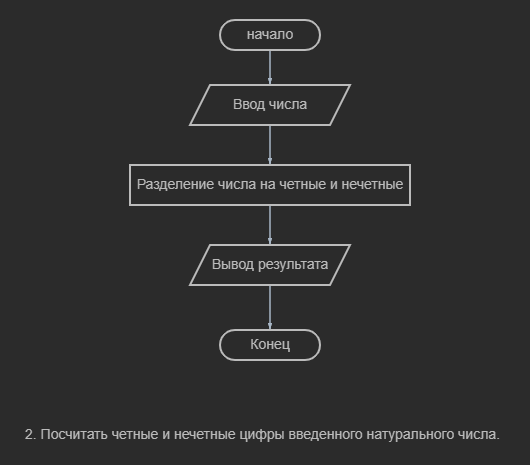 начало
Ввод числа
Разделение числа на четные и нечетные
Вывод результата
Конец
2. Посчитать четные и нечетные цифры введенного натурального числа.